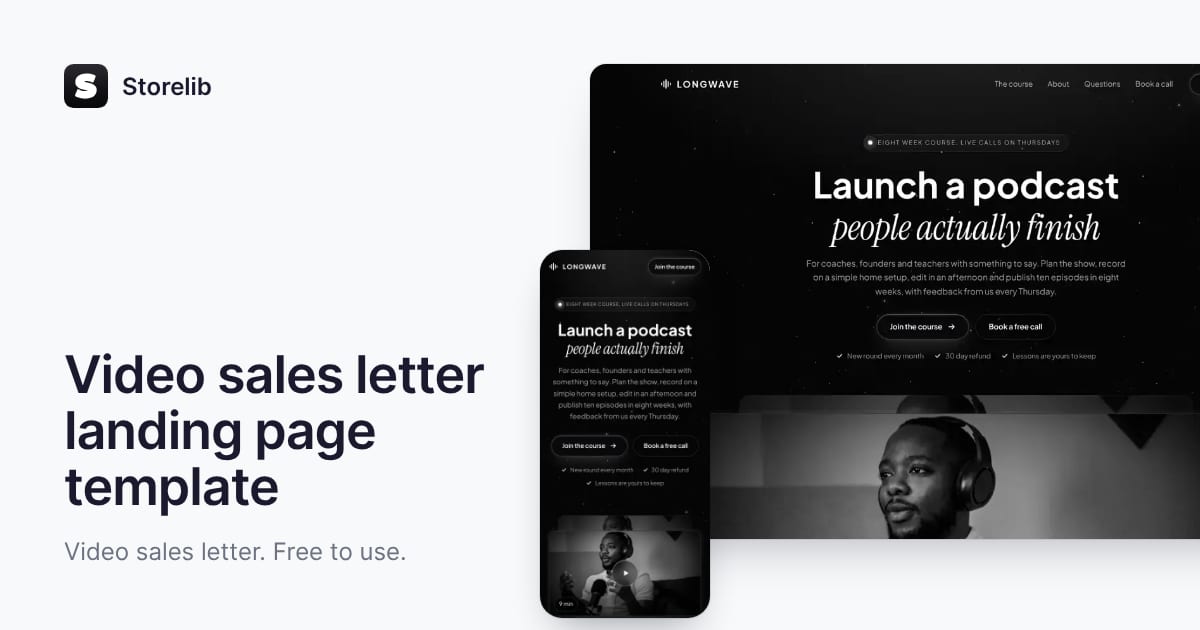 Storelib
Video sales letter
landing page
template
Video sales letter. Free to use.
LONGWAVE
The course
About
Questions
Book a call
EIGHT WEEK COURSE. LIVE CALLS ON THURSDAYS
Launch a podcast
people actually finish
For coaches, founders and teachers with something to say. Plan the show, record
on a simple home setup, edit in an afternoon and publish ten episodes in eight
weeks, with feedback from us every Thursday.
Join the course →
Book a free call
✓ New round every month
✓ 30 day refund
✓ Lessons are yours to keep
LONGWAVE
Join the course
EIGHT WEEK COURSE. LIVE CALLS ON THURSDAYS
Launch a podcast
people actually finish
For coaches, founders and teachers with
something to say. Plan the show, record on a
simple home setup, edit in an afternoon and
publish ten episodes in eight weeks, with
feedback from us every Thursday.
Join the course →
Book a free call
✓ New round every month
✓ 30 day refund
✓ Lessons are yours to keep
9 min